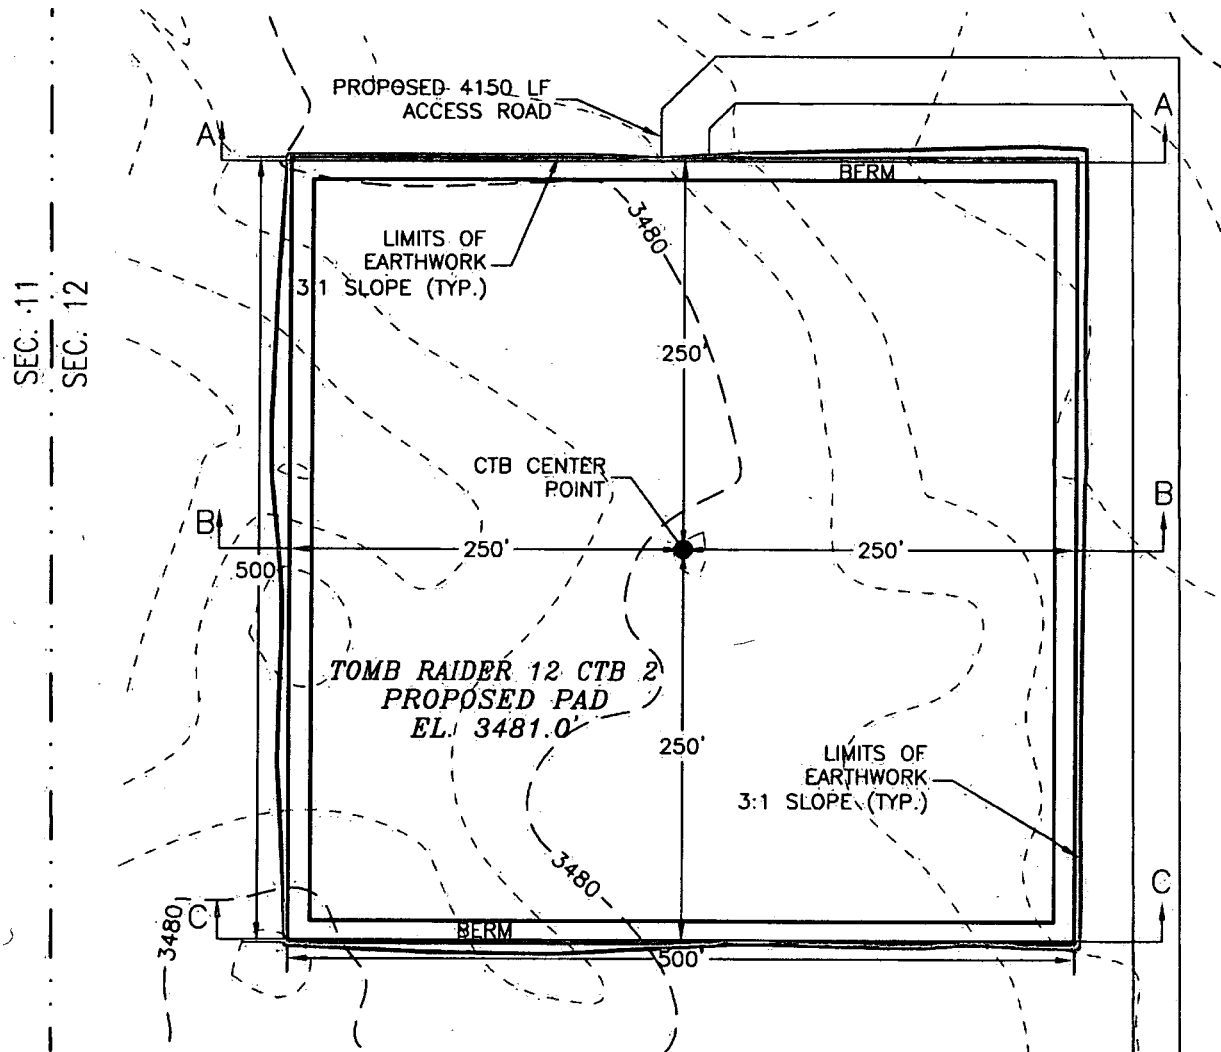 PROPOSED 4150 LF
ACCESS ROAD
A
A
BERM
3480
LIMITS OF
EARTHWORK
3:1 SLOPE (TYP.)
SEC. 11
SEC. 12
250'
CTB CENTER
POINT
B
B
250'
250'
500'
TOMB RAIDER 12 CTB 2
PROPOSED PAD
EL. 3481.0'
250'
LIMITS OF
EARTHWORK
3:1 SLOPE (TYP.)
3480
C
C
3480
BERM
500'